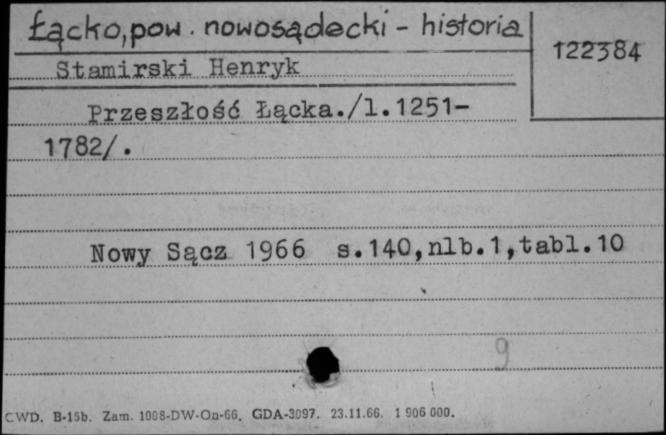 Łącko, pow. nowosądecki - historia
122384
Stamirski Henryk
Przeszłość Łącka./l.1251-
1782/.
Nowy Sącz 1966 s.140,nlb.1,tabl.10
9
CWD. B-15b. Zam. 1008-DW-On-66. GDA-3097. 23.11.66. 1 906 000.